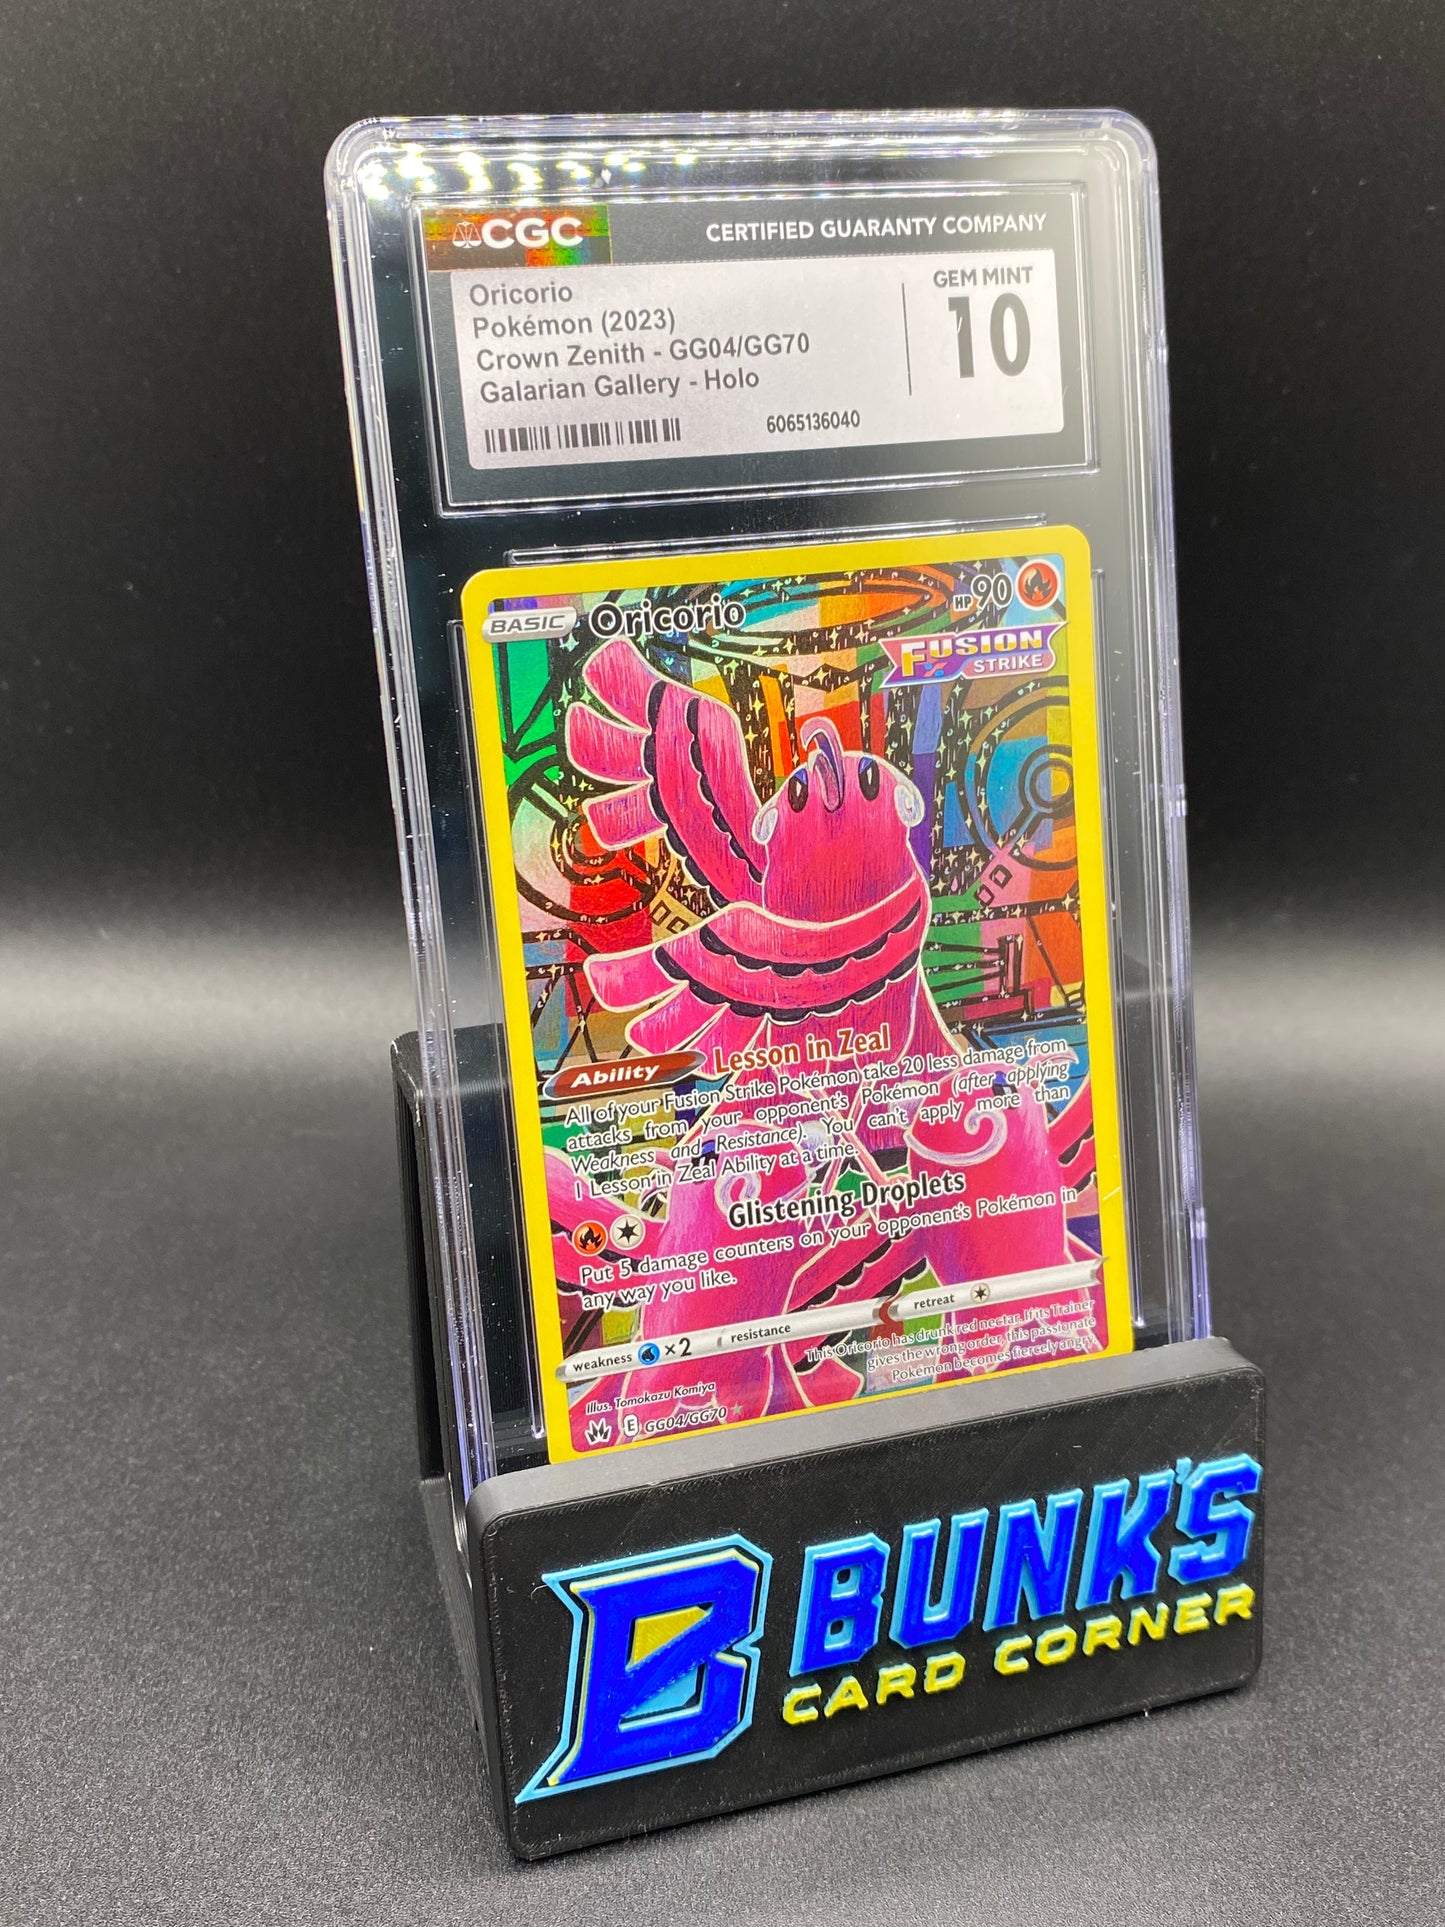 CGC
CERTIFIED GUARANTY COMPANY
Oricorio
Pokémon (2023)
Crown Zenith - GG04/GG70
Galarian Gallery - Holo
GEM MINT
10
6065136040
BASIC
Oricorio
HP 90
FUSION
STRIKE
Ability
Lesson in Zeal
All of your Fusion Strike Pokémon take 20 less damage from
attacks from your opponent's Pokémon (after applying
Weakness and Resistance). You can't apply more than
1 Lesson in Zeal Ability at a time.
Glistening Droplets
Put 5 damage counters on your opponent's Pokémon in
any way you like.
weakness ×2 resistance retreat
This Oricorio has drunk red nectar. If its Trainer
gives the wrong order, this passionate
Pokémon becomes fiercely angry.
Illus. Tomokazu Komiya
E GG04/GG70
B BUNK'S
CARD CORNER